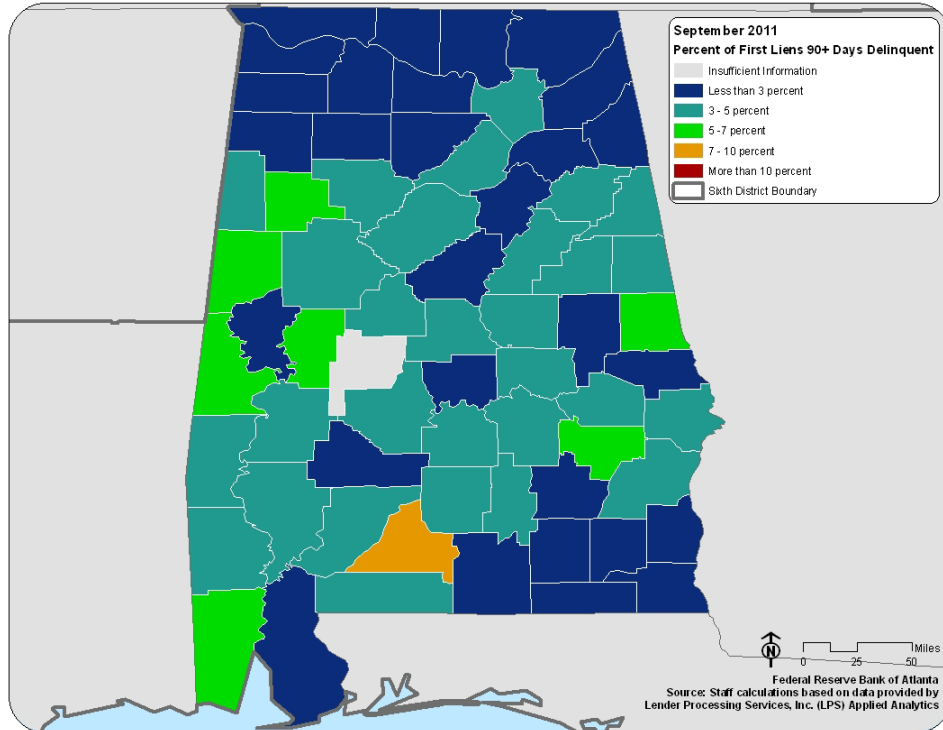 September 2011
Percent of First Liens 90+ Days Delinquent
Insufficient Information
Less than 3 percent
3 - 5 percent
5 - 7 percent
7 - 10 percent
More than 10 percent
Sixth District Boundary
N
Miles
0 25 50
Federal Reserve Bank of Atlanta
Source: Staff calculations based on data provided by
Lender Processing Services, Inc. (LPS) Applied Analytics